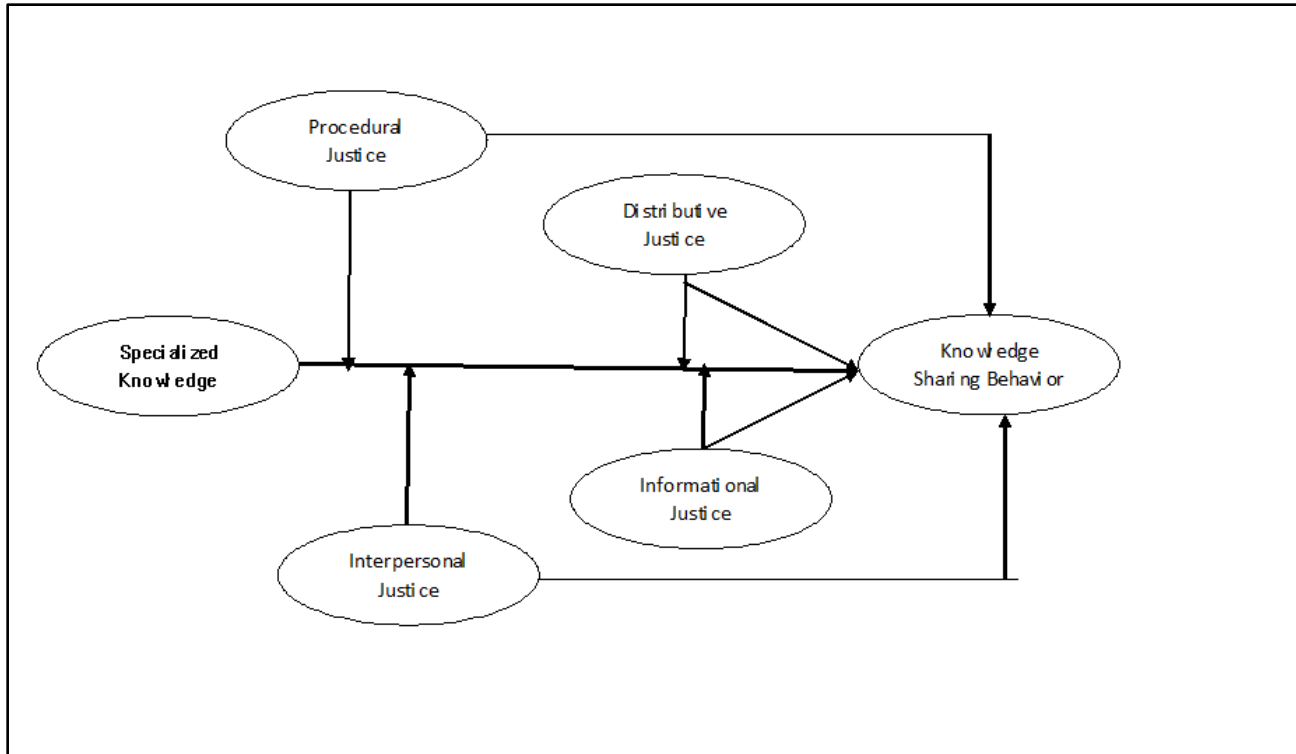 Procedural
Justice
Distributive
Justice
Specialized
Knowledge
Knowledge
Sharing Behavior
Informational
Justice
Interpersonal
Justice